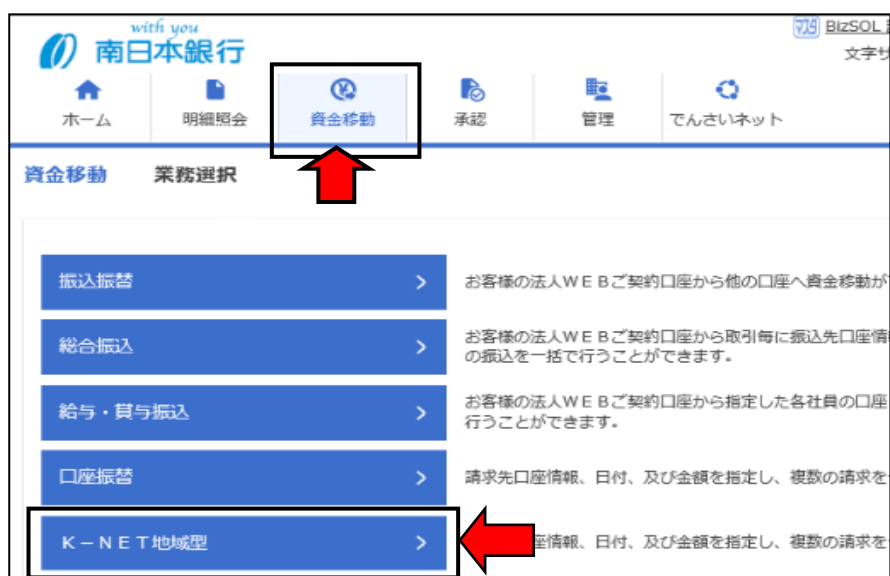 with you
南日本銀行
BizSOL
文字サ
ホーム
明細照会
資金移動
承認
管理
でんさいネット
資金移動 業務選択
振込振替
お客様の法人WEBご契約口座から他の口座へ資金移動が
総合振込
お客様の法人WEBご契約口座から取引毎に振込先口座情
の振込を一括で行うことができます。
給与・賞与振込
お客様の法人WEBご契約口座から指定した各社員の口座
行うことができます。
口座振替
請求先口座情報、日付、及び金額を指定し、複数の請求を
K-NET地域型
座情報、日付、及び金額を指定し、複数の請求を